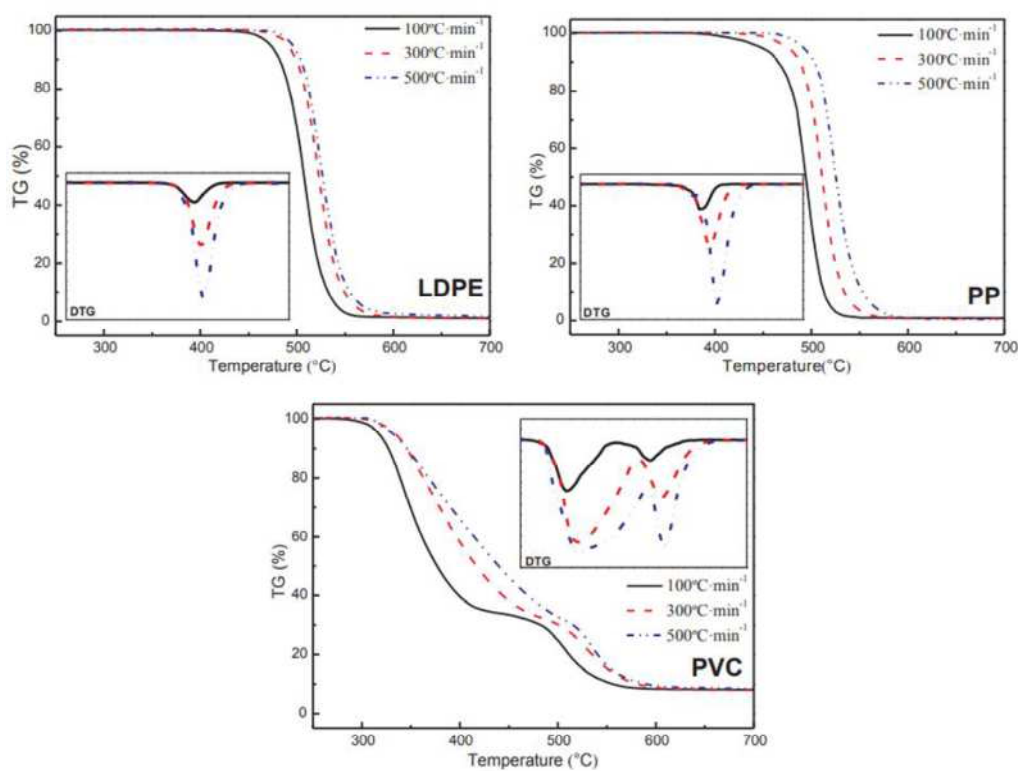 100
80
60
40
20
0
TG (%)
100ºC·min⁻¹
300ºC·min⁻¹
500ºC·min⁻¹
DTG
LDPE
300 400 500 600 700
Temperature (°C)
100
80
60
40
20
0
TG (%)
100ºC·min⁻¹
300ºC·min⁻¹
500ºC·min⁻¹
DTG
PP
300 400 500 600 700
Temperature(°C)
100
80
60
40
20
0
TG (%)
DTG
100ºC·min⁻¹
300ºC·min⁻¹
500ºC·min⁻¹
PVC
300 400 500 600 700
Temperature (°C)